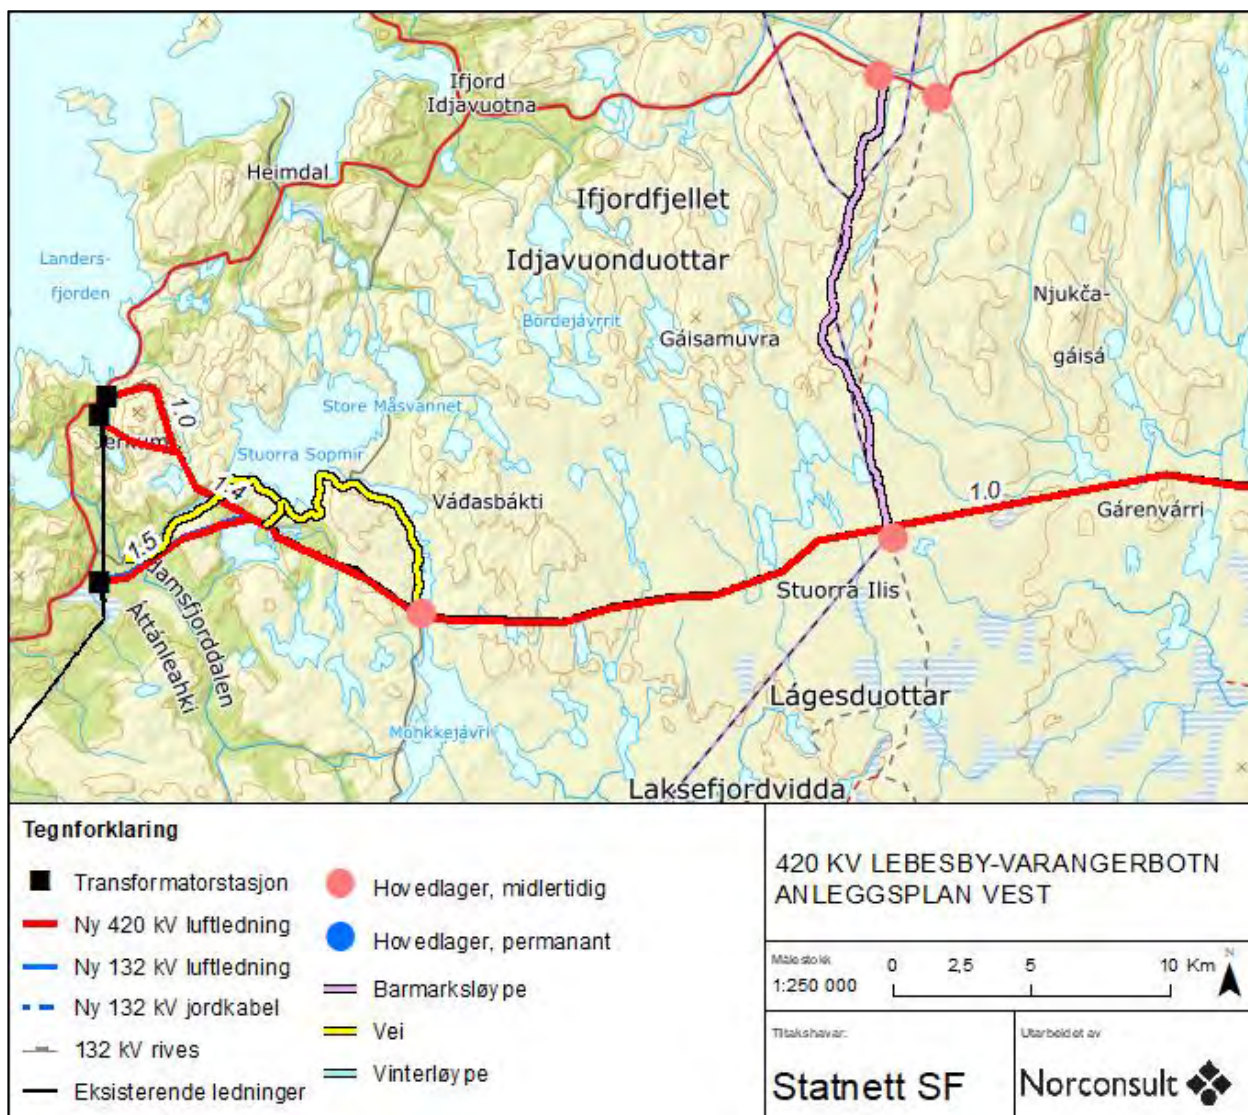 Ifjord
Idjavuotna
Heimdal
Ifjordfjellet
Landers-
fjorden
Idjavuonduottar
Njukča-
gáisá
Bordejávrrit
Gáisamuvra
1.0
Store Måsvannet
Stuorra Sopmir
1.4
Váđasbákti
1.0
Gárenvárri
1.5
Stuorra Ilis
Áttánleahki
Lágesduottar
Monkkejávri
Laksefjordvidda
Tegnforklaring
Transformatorstasjon
Ny 420 kV luftledning
Ny 132 kV luftledning
Ny 132 kV jordkabel
132 kV rives
Eksisterende ledninger
Hovedlager, midlertidig
Hovedlager, permanant
Barmarksløype
Vei
Vinterløype
420 KV LEBESBY-VARANGERBOTN
ANLEGGSPLAN VEST
Målestokk
1:250 000
0 2,5 5 10 Km
N
Tiltakshavar:
Statnett SF
Utarbeidet av
Norconsult